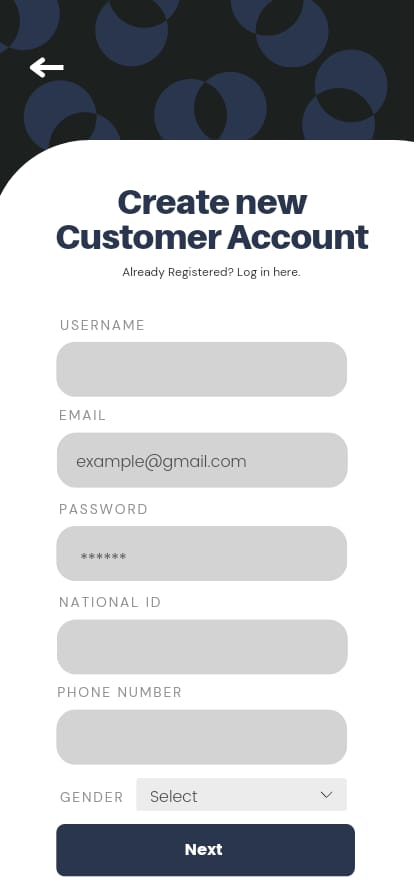 Create new
Customer Account
Already Registered? Log in here.
USERNAME
EMAIL
example@gmail.com
PASSWORD
******
NATIONAL ID
PHONE NUMBER
GENDER Select
Next